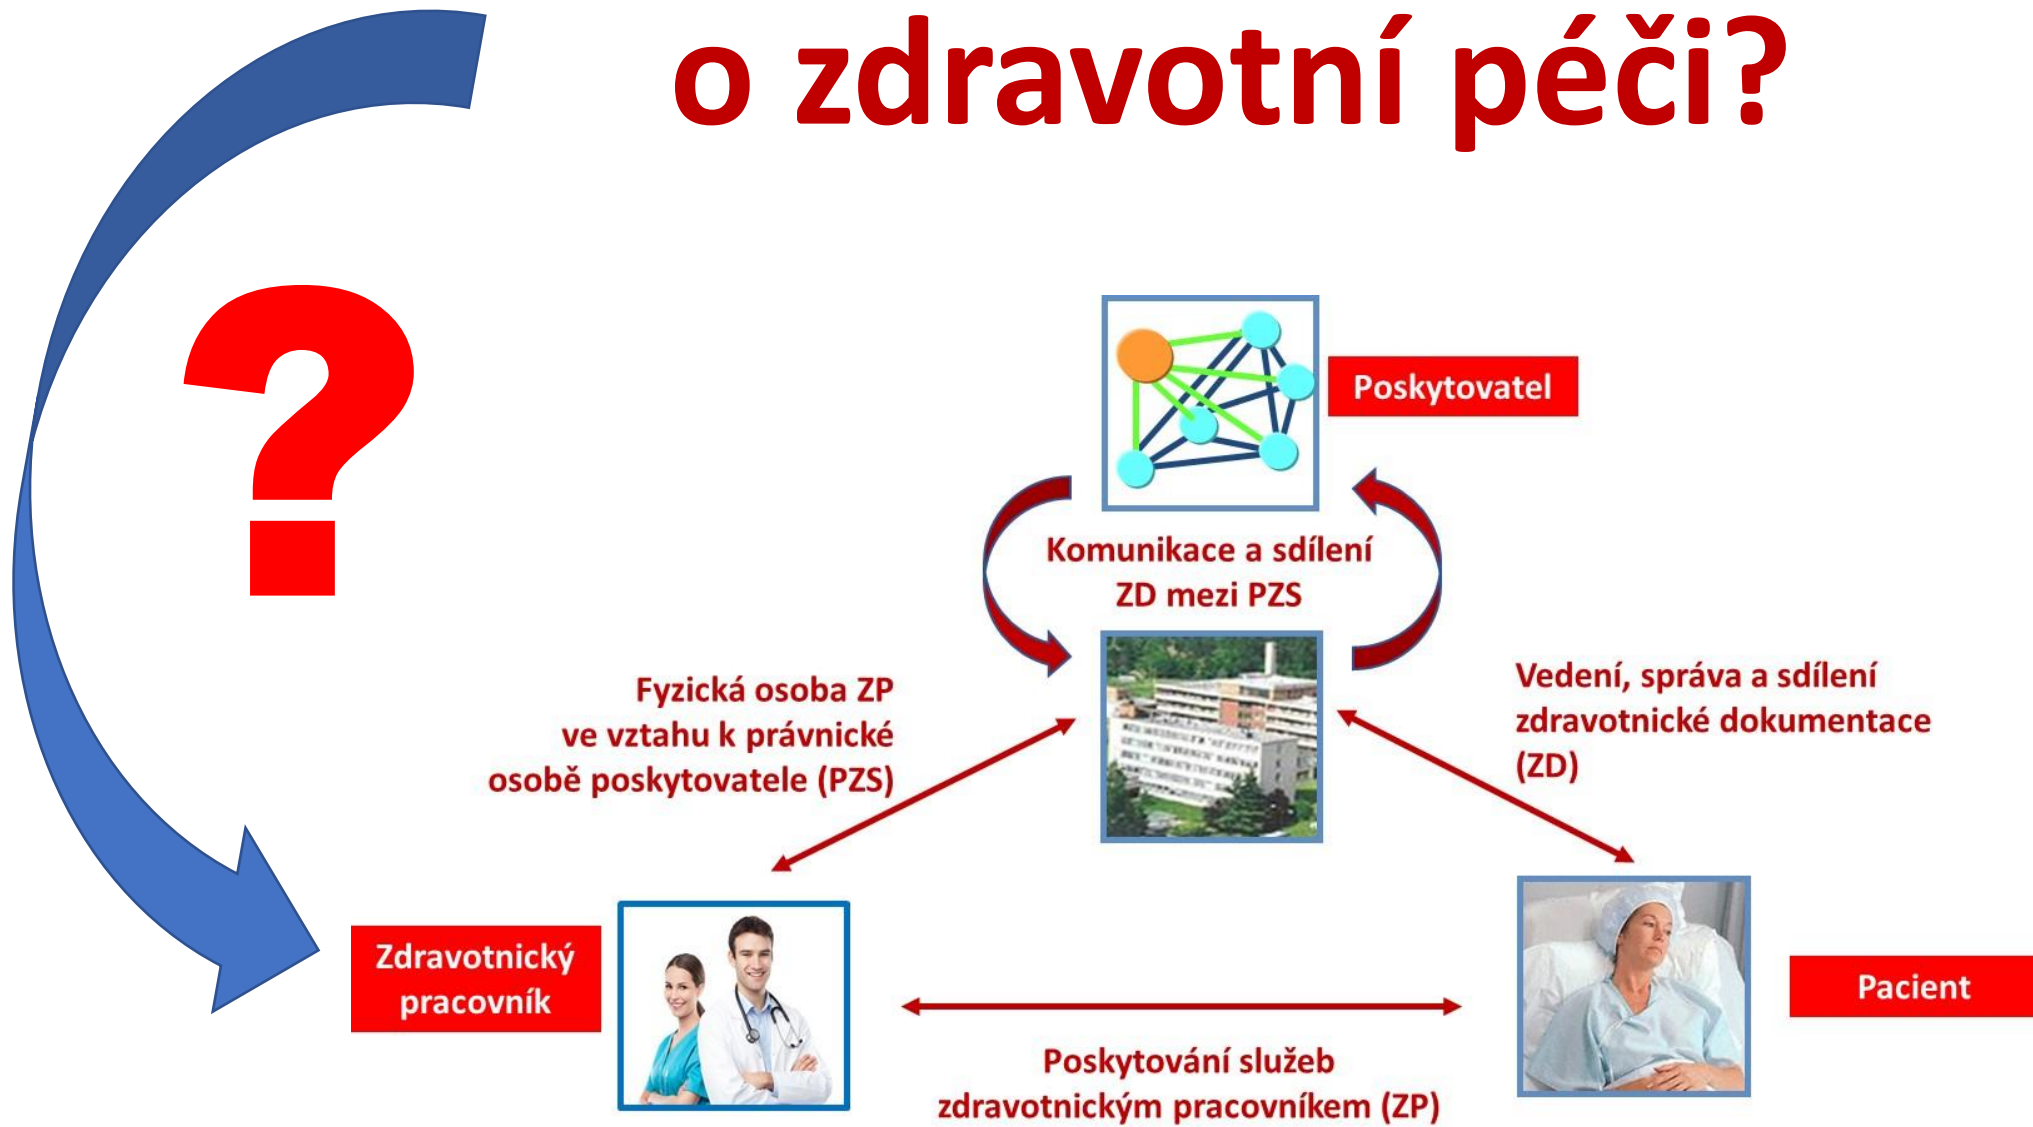 o zdravotní péči?
?
Poskytovatel
Komunikace a sdílení
ZD mezi PZS
Fyzická osoba ZP
ve vztahu k právnické
osobě poskytovatele (PZS)
Vedení, správa a sdílení
zdravotnické dokumentace
(ZD)
Zdravotnický
pracovník
Pacient
Poskytování služeb
zdravotnickým pracovníkem (ZP)